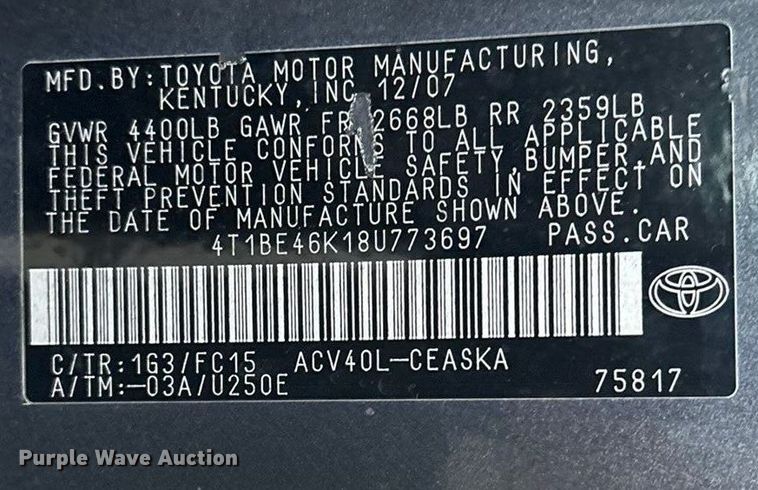 MFD.BY:TOYOTA MOTOR MANUFACTURING,
KENTUCKY,INC 12/07
GVWR 4400LB GAWR FR 2668LB RR 2359LB
THIS VEHICLE CONFORMS TO ALL APPLICABLE
FEDERAL MOTOR VEHICLE SAFETY,BUMPER,AND
THEFT PREVENTION STANDARDS IN EFFECT ON
THE DATE OF MANUFACTURE SHOWN ABOVE.
4T1BE46K18U773697 PASS.CAR
C/TR:1G3/FC15 ACV40L-CEASKA
A/TM:-03A/U250E 75817
Purple Wave Auction